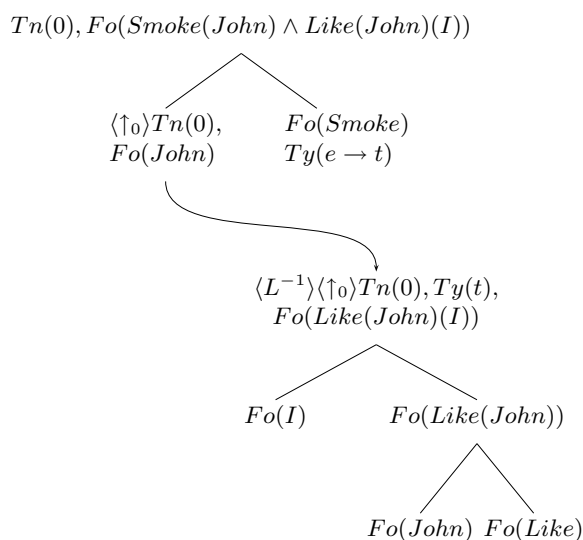 Tn(0), Fo(Smoke(John) ∧ Like(John)(I))
⟨↑₀⟩Tn(0), Fo(Smoke)
Fo(John) Ty(e → t)
⟨L⁻¹⟩⟨↑₀⟩Tn(0), Ty(t),
Fo(Like(John)(I))
Fo(I) Fo(Like(John))
Fo(John) Fo(Like)